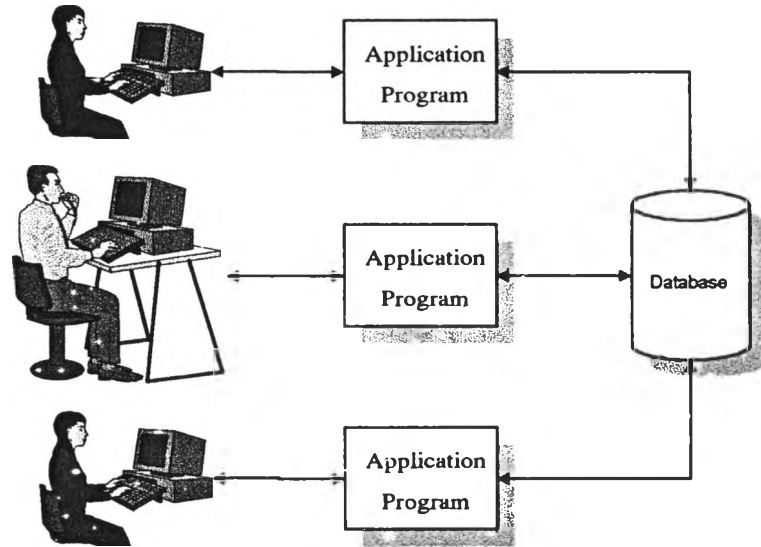 Application
Program
Application
Program
Database
Application
Program